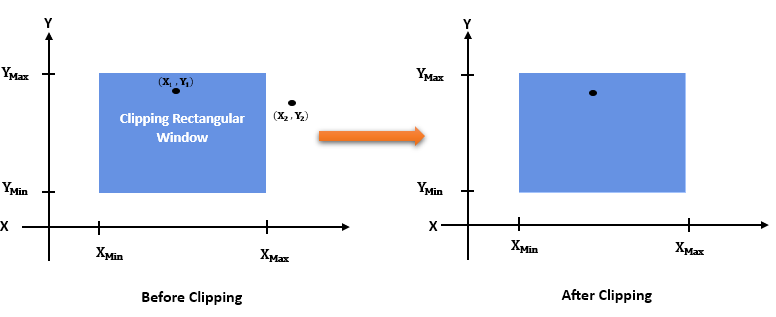 Y
Y
YMax
(X1 , Y1)
YMax
Clipping Rectangular
Window
(X2 , Y2)
YMin
YMin
X
X
XMin
XMax
XMin
XMax
Before Clipping
After Clipping